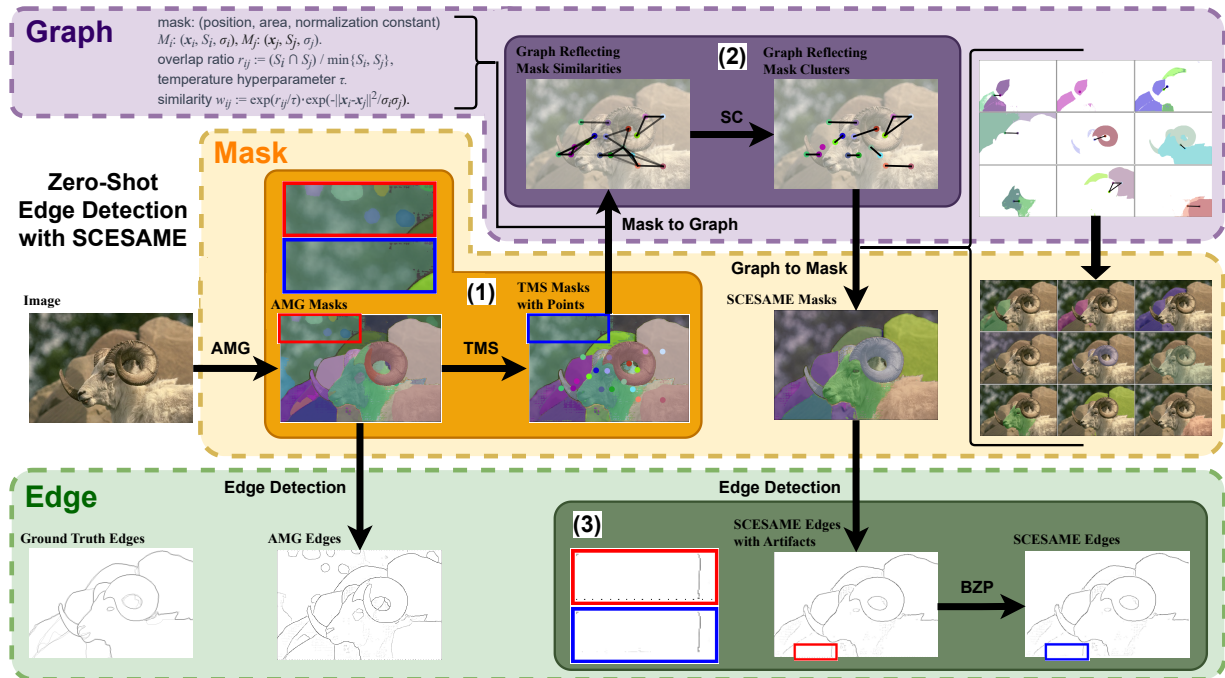 Graph
mask: (position, area, normalization constant)
Mᵢ: (xᵢ, Sᵢ, σᵢ), Mⱼ: (xⱼ, Sⱼ, σⱼ).
overlap ratio rᵢⱼ := (Sᵢ ∩ Sⱼ) / min{Sᵢ, Sⱼ},
temperature hyperparameter τ.
similarity wᵢⱼ := exp(rᵢⱼ/τ)·exp(-||xᵢ-xⱼ||²/σᵢσⱼ).
Graph Reflecting
Mask Similarities
(2)
Graph Reflecting
Mask Clusters
SC
Mask to Graph
Mask
Zero-Shot
Edge Detection
with SCESAME
Image
AMG
AMG Masks
(1)
TMS
TMS Masks
with Points
Graph to Mask
SCESAME Masks
Edge Detection
Edge Detection
Edge
Ground Truth Edges
AMG Edges
(3)
SCESAME Edges
with Artifacts
BZP
SCESAME Edges